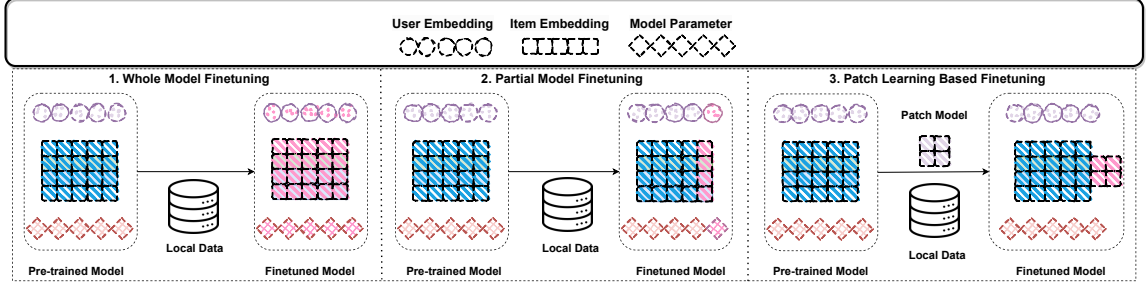 User Embedding Item Embedding Model Parameter
1. Whole Model Finetuning
Local Data
Pre-trained Model Finetuned Model
2. Partial Model Finetuning
Local Data
Pre-trained Model Finetuned Model
3. Patch Learning Based Finetuning
Patch Model
Local Data
Pre-trained Model Finetuned Model